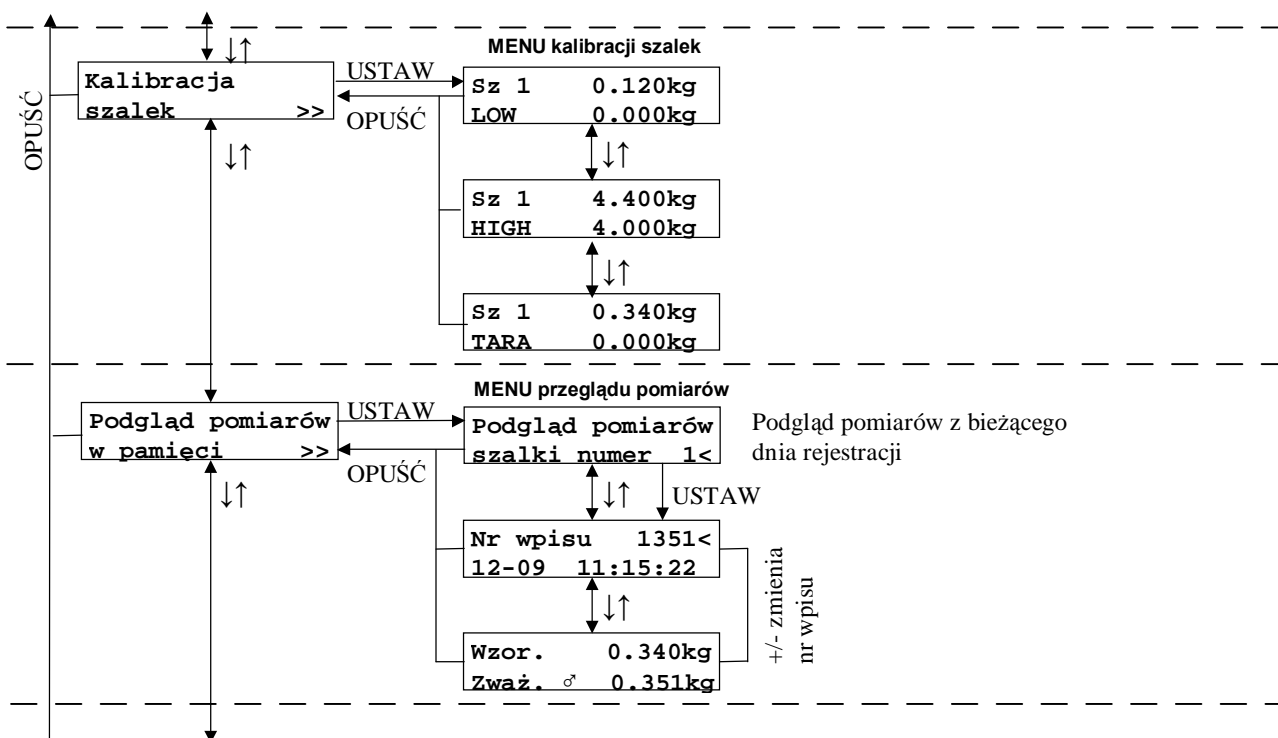 OPUŚĆ
↓↑
MENU kalibracji szalek
Kalibracja
szalek >>
USTAW
OPUŚĆ
Sz 1 0.120kg
LOW 0.000kg
↓↑
↓↑
Sz 1 4.400kg
HIGH 4.000kg
↓↑
Sz 1 0.340kg
TARA 0.000kg
MENU przeglądu pomiarów
Podgląd pomiarów
w pamięci >>
USTAW
OPUŚĆ
Podgląd pomiarów
szalki numer 1<
Podgląd pomiarów z bieżącego
dnia rejestracji
↓↑
↓↑
USTAW
Nr wpisu 1351<
12-09 11:15:22
↓↑
+/- zmienia
nr wpisu
Wzor. 0.340kg
Zważ. ♂ 0.351kg